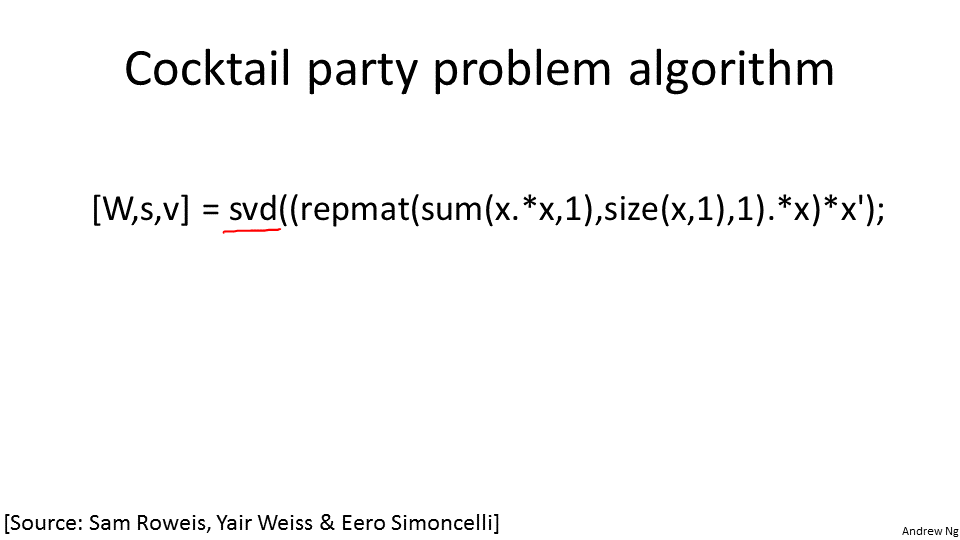 Cocktail party problem algorithm
[W,s,v] = svd((repmat(sum(x.*x,1),size(x,1),1).*x)*x');
[Source: Sam Roweis, Yair Weiss & Eero Simoncelli]
Andrew Ng